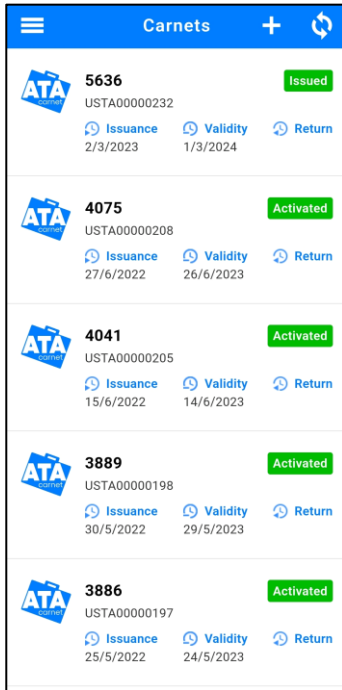 Carnets
ATA carnet 5636 Issued
USTA00000232
Issuance Validity Return
2/3/2023 1/3/2024
ATA carnet 4075 Activated
USTA00000208
Issuance Validity Return
27/6/2022 26/6/2023
ATA carnet 4041 Activated
USTA00000205
Issuance Validity Return
15/6/2022 14/6/2023
ATA carnet 3889 Activated
USTA00000198
Issuance Validity Return
30/5/2022 29/5/2023
ATA carnet 3886 Activated
USTA00000197
Issuance Validity Return
25/5/2022 24/5/2023